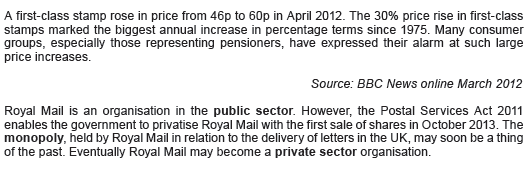 A first-class stamp rose in price from 46p to 60p in April 2012. The 30% price rise in first-class
stamps marked the biggest annual increase in percentage terms since 1975. Many consumer
groups, especially those representing pensioners, have expressed their alarm at such large
price increases.
Source: BBC News online March 2012
Royal Mail is an organisation in the public sector. However, the Postal Services Act 2011
enables the government to privatise Royal Mail with the first sale of shares in October 2013. The
monopoly, held by Royal Mail in relation to the delivery of letters in the UK, may soon be a thing
of the past. Eventually Royal Mail may become a private sector organisation.